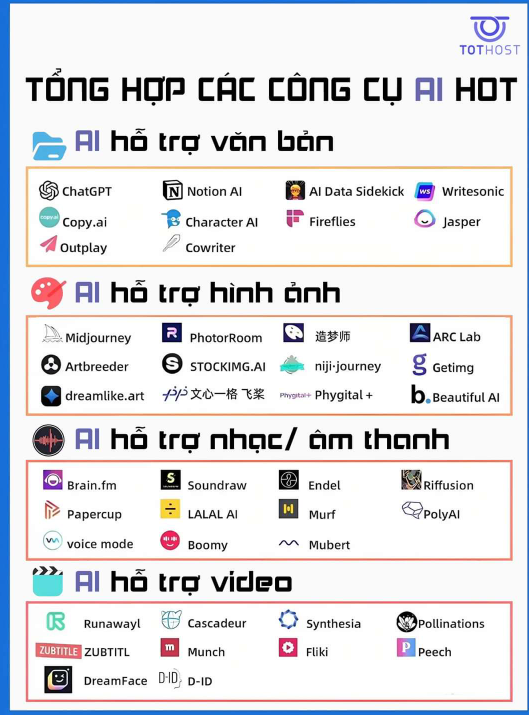 TOTHOST
TỔNG HỢP CÁC CÔNG CỤ AI HOT
AI hỗ trợ văn bản
ChatGPT Notion AI AI Data Sidekick Writesonic
Copy.ai Copy.ai Character AI Fireflies Jasper
Outplay Cowriter
AI hỗ trợ hình ảnh
Midjourney PhotorRoom 造梦师 ARC Lab
Artbreeder STOCKIMG.AI niji·journey Getimg
dreamlike.art 文心一格 飞桨 Phygital+ Phygital + b. Beautiful AI
AI hỗ trợ nhạc/ âm thanh
Brain.fm Soundraw Endel Riffusion
Papercup LALAL AI Murf PolyAI
voice mode Boomy Mubert
AI hỗ trợ video
Runawayl Cascadeur Synthesia Pollinations
ZUBTITLE ZUBTITL Munch Fliki Peech
DreamFace D-ID D-ID